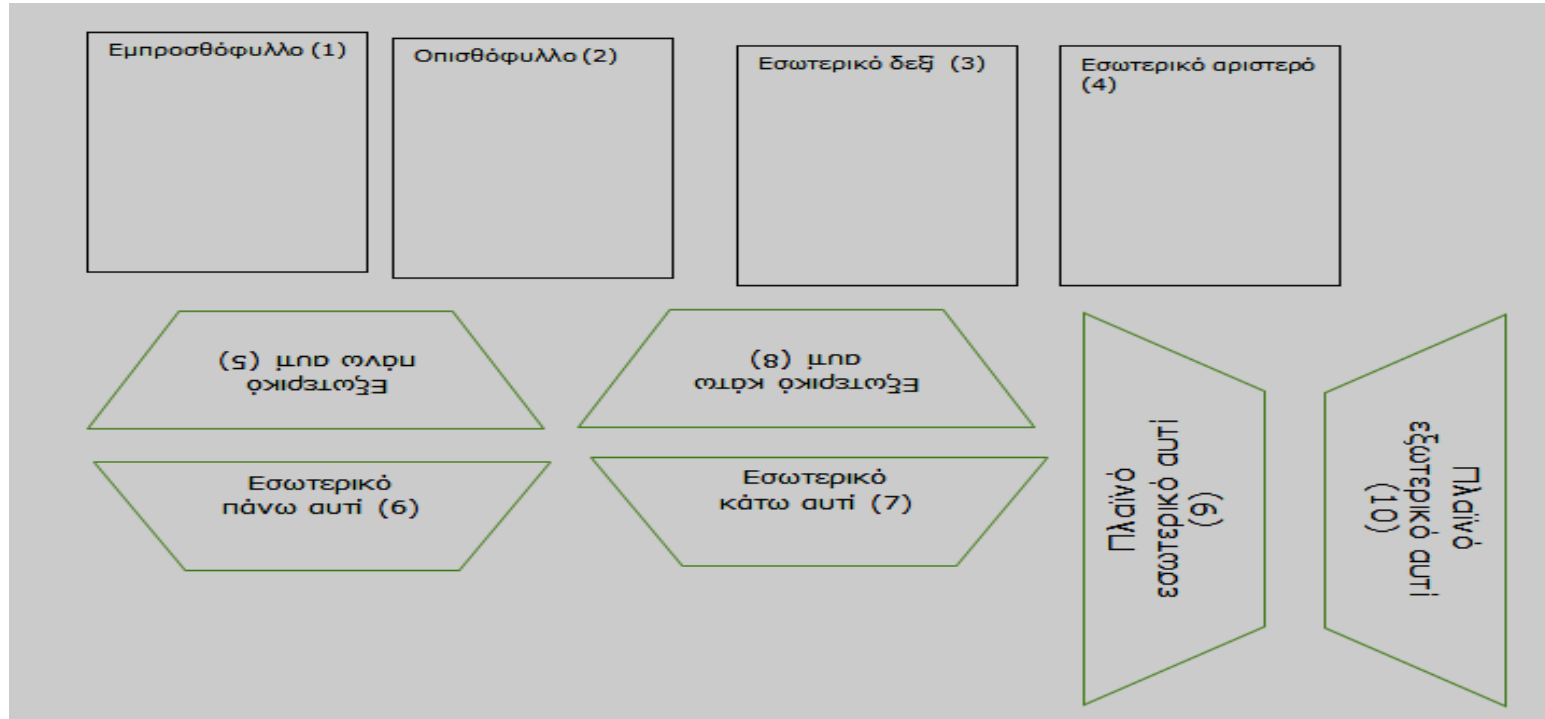 Εμπροσθόφυλλο (1)
Οπισθόφυλλο (2)
Εσωτερικό δεξί (3)
Εσωτερικό αριστερό
(4)
Εξωτερικό
πάνω αυτί (5)
Εξωτερικό κάτω
αυτί (8)
Εσωτερικό
πάνω αυτί (6)
Εσωτερικό
κάτω αυτί (7)
Πλαϊνό
εσωτερικό αυτί
(9)
Πλαϊνό
εξωτερικό αυτί
(10)